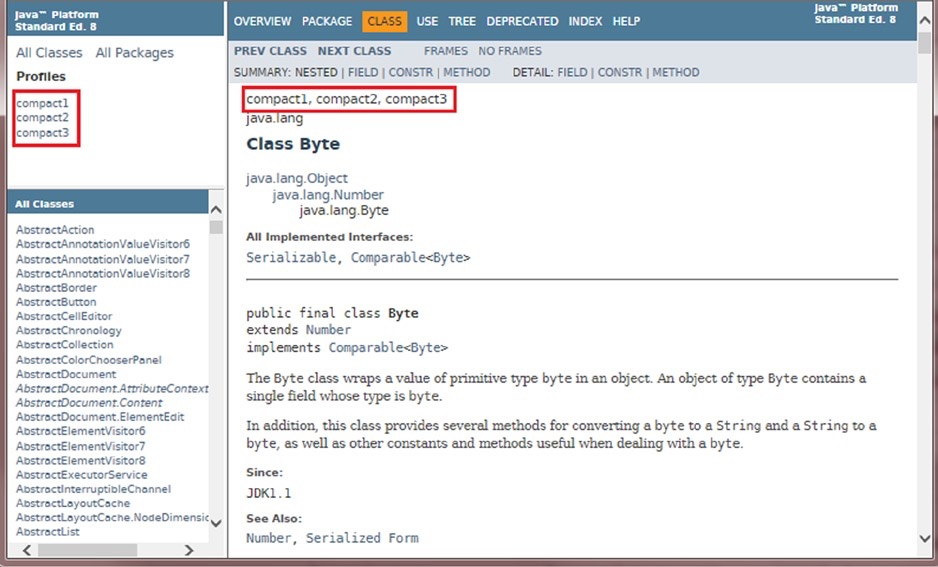 Java™ Platform
Standard Ed. 8
All Classes All Packages
Profiles
compact1
compact2
compact3
All Classes
AbstractAction
AbstractAnnotationValueVisitor6
AbstractAnnotationValueVisitor7
AbstractAnnotationValueVisitor8
AbstractBorder
AbstractButton
AbstractCellEditor
AbstractChronology
AbstractCollection
AbstractColorChooserPanel
AbstractDocument
AbstractDocument.AttributeContext
AbstractDocument.Content
AbstractDocument.ElementEdit
AbstractElementVisitor6
AbstractElementVisitor7
AbstractElementVisitor8
AbstractExecutorService
AbstractInterruptibleChannel
AbstractLayoutCache
AbstractLayoutCache.NodeDimensio
AbstractList
OVERVIEW PACKAGE CLASS USE TREE DEPRECATED INDEX HELP
Java™ Platform
Standard Ed. 8
PREV CLASS NEXT CLASS FRAMES NO FRAMES
SUMMARY: NESTED | FIELD | CONSTR | METHOD DETAIL: FIELD | CONSTR | METHOD
compact1, compact2, compact3
java.lang
Class Byte
java.lang.Object
java.lang.Number
java.lang.Byte
All Implemented Interfaces:
Serializable, Comparable<Byte>
public final class Byte
extends Number
implements Comparable<Byte>
The Byte class wraps a value of primitive type byte in an object. An object of type Byte contains a
single field whose type is byte.
In addition, this class provides several methods for converting a byte to a String and a String to a
byte, as well as other constants and methods useful when dealing with a byte.
Since:
JDK1.1
See Also:
Number, Serialized Form